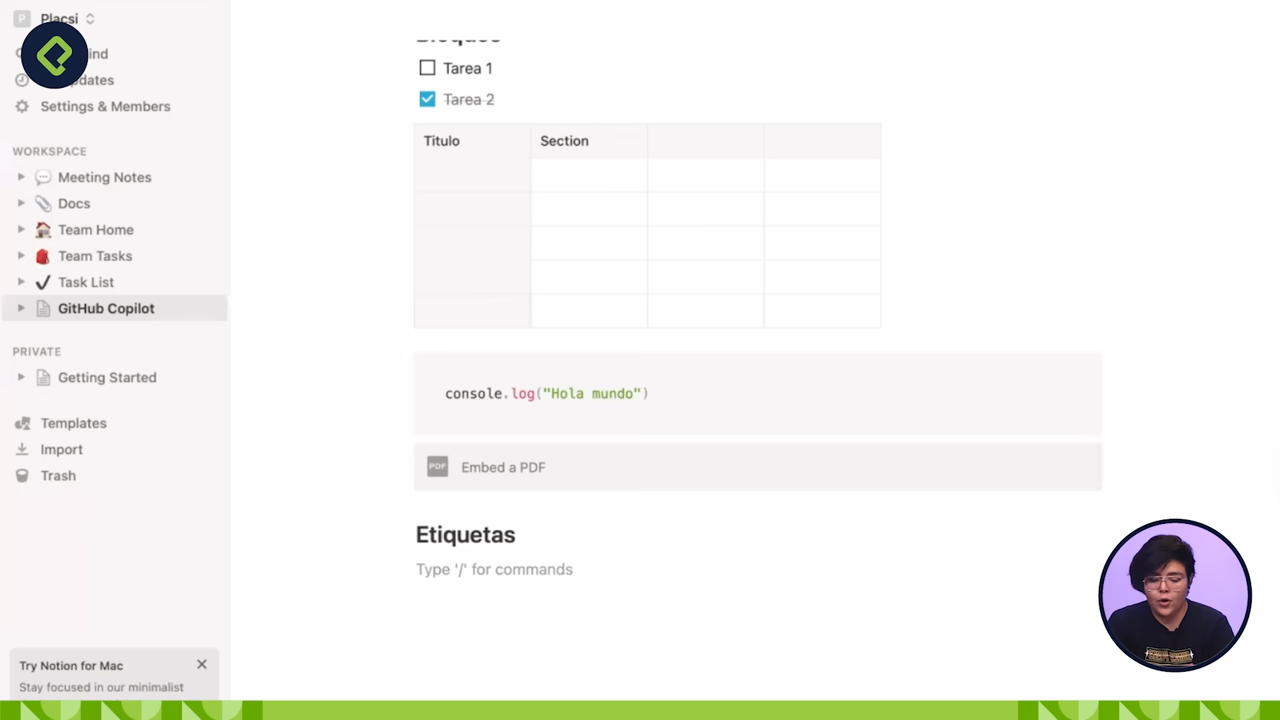 Placsi
Settings & Members
WORKSPACE
Meeting Notes
Docs
Team Home
Team Tasks
Task List
GitHub Copilot
PRIVATE
Getting Started
Templates
Import
Trash
Try Notion for Mac
Stay focused in our minimalist
Bloques
Tarea 1
Tarea 2
Titulo Section
console.log("Hola mundo")
PDF Embed a PDF
Etiquetas
Type '/' for commands